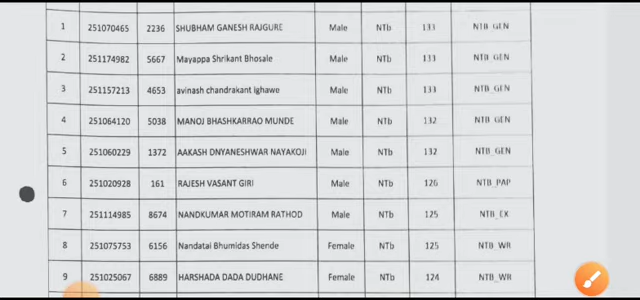 1 251070465 2236 SHUBHAM GANESH RAJGURE Male NTb 133 NTB_GEN
2 251174982 5667 Mayappa Shrikant Bhosale Male NTb 133 NTB_GEN
3 251157213 4653 avinash chandrakant ighawe Male NTb 133 NTB_GEN
4 251064120 5038 MANOJ BHASHKARRAO MUNDE Male NTb 132 NTB_GEN
5 251060229 1372 AAKASH DNYANESHWAR NAYAKOJI Male NTb 132 NTB_GEN
6 251020928 161 RAJESH VASANT GIRI Male NTb 126 NTB_PAP
7 251114985 8674 NANDKUMAR MOTIRAM RATHOD Male NTb 125 NTB_EX
8 251075753 6156 Nandatai Bhumidas Shende Female NTb 125 NTB_WR
9 251025067 6889 HARSHADA DADA DUDHANE Female NTb 124 NTB_WR